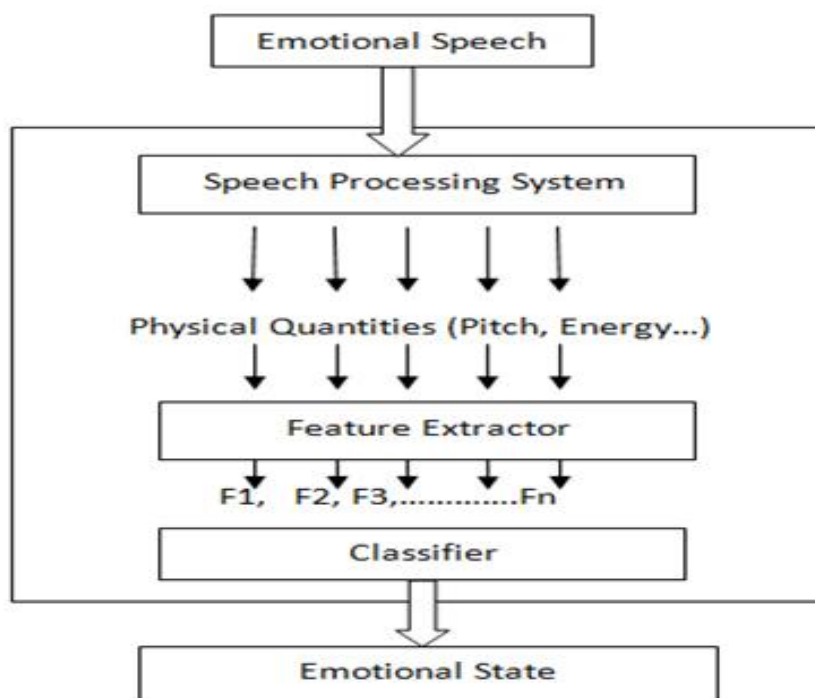 Emotional Speech
Speech Processing System
Physical Quantities (Pitch, Energy...)
Feature Extractor
F1, F2, F3,..............Fn
Classifier
Emotional State